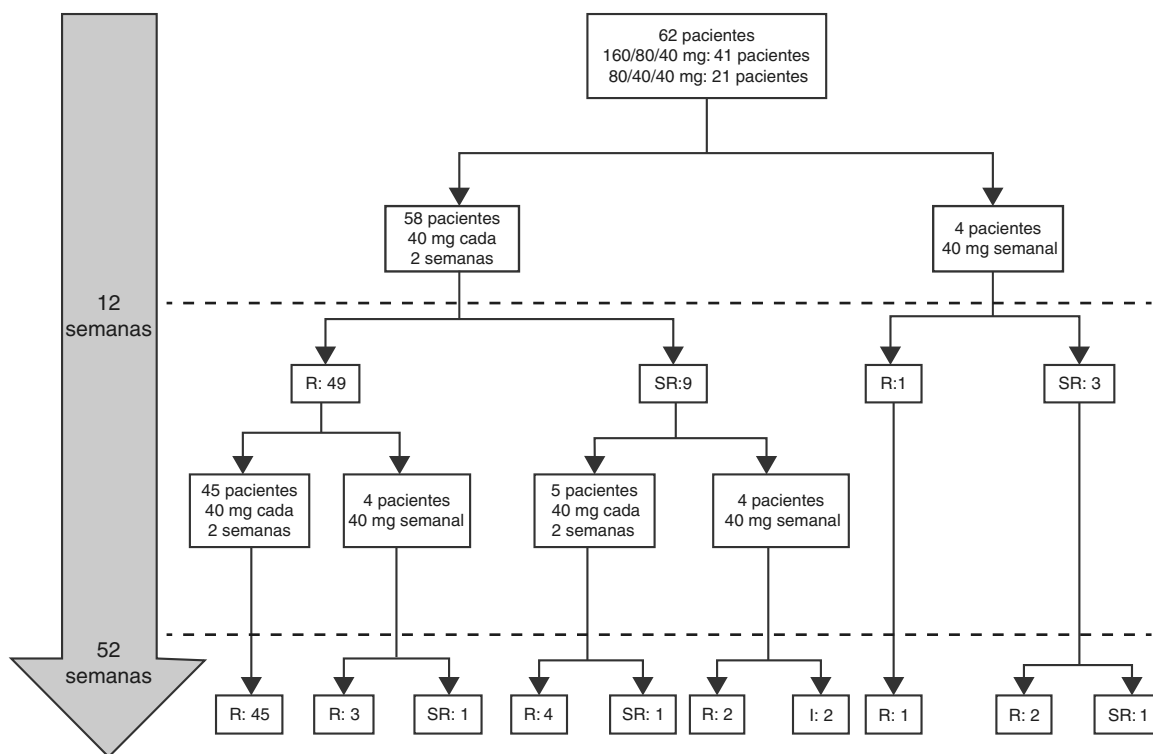 62 pacientes
160/80/40 mg: 41 pacientes
80/40/40 mg: 21 pacientes
58 pacientes
40 mg cada
2 semanas
4 pacientes
40 mg semanal
12
semanas
R: 49
SR:9
R:1
SR: 3
45 pacientes
40 mg cada
2 semanas
4 pacientes
40 mg semanal
5 pacientes
40 mg cada
2 semanas
4 pacientes
40 mg semanal
52
semanas
R: 45
R: 3
SR: 1
R: 4
SR: 1
R: 2
I: 2
R: 1
R: 2
SR: 1